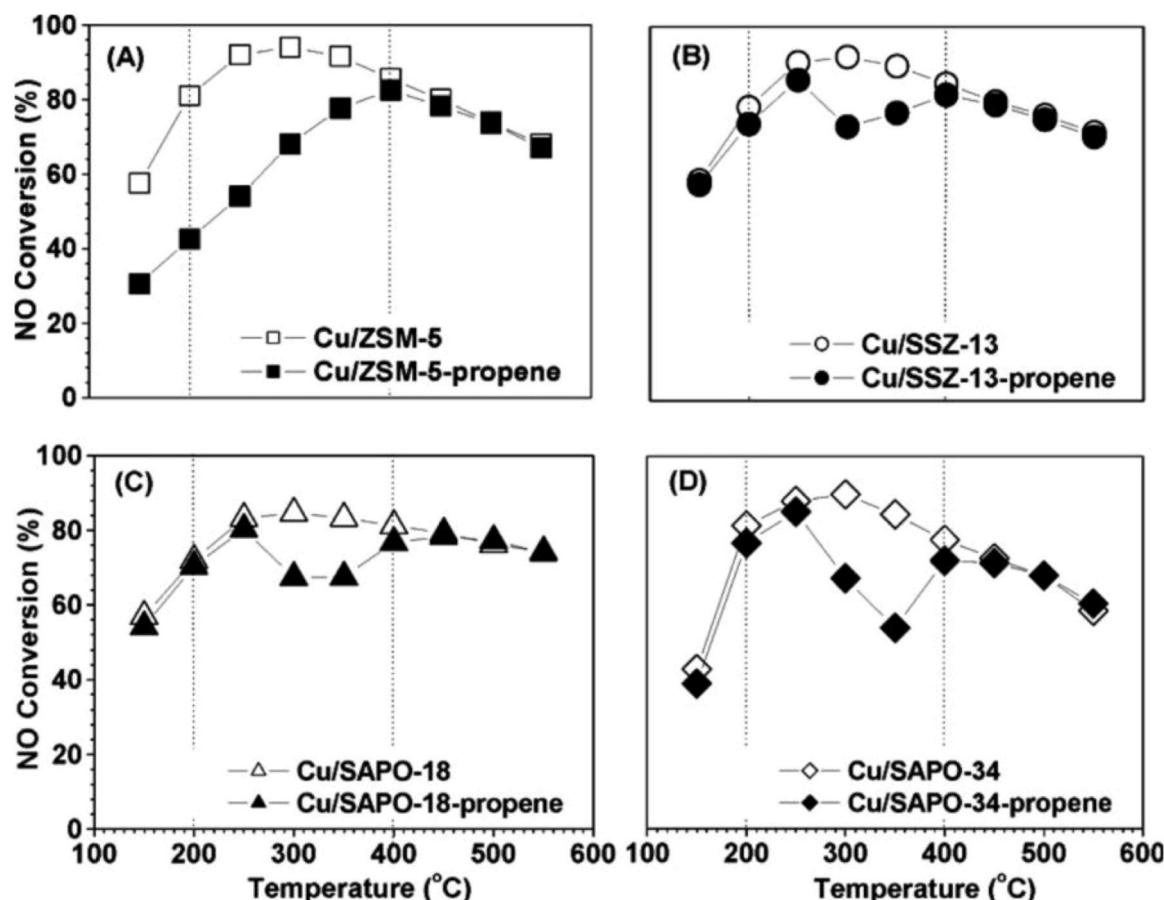 100
80
60
40
20
0
NO Conversion (%)
(A)
Cu/ZSM-5
Cu/ZSM-5-propene
(B)
Cu/SSZ-13
Cu/SSZ-13-propene
100
80
60
40
20
0
NO Conversion (%)
(C)
Cu/SAPO-18
Cu/SAPO-18-propene
100 200 300 400 500 600
Temperature (°C)
(D)
Cu/SAPO-34
Cu/SAPO-34-propene
100 200 300 400 500 600
Temperature (°C)